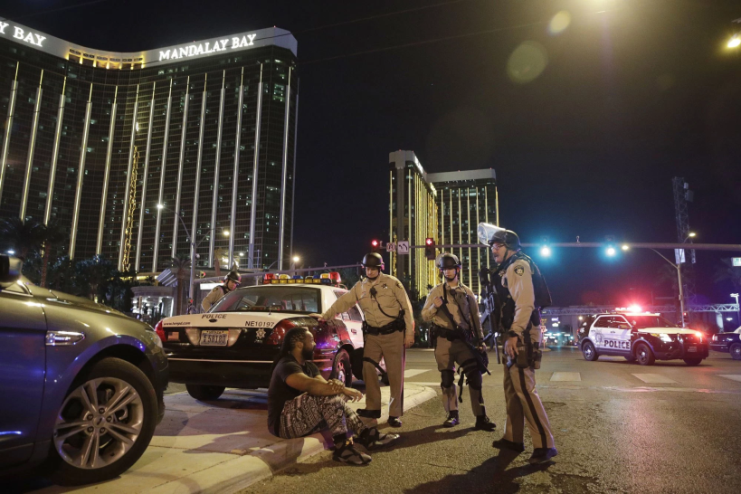 Y BAY
MANDALAY BAY
POLICE
NE10197
POLICE